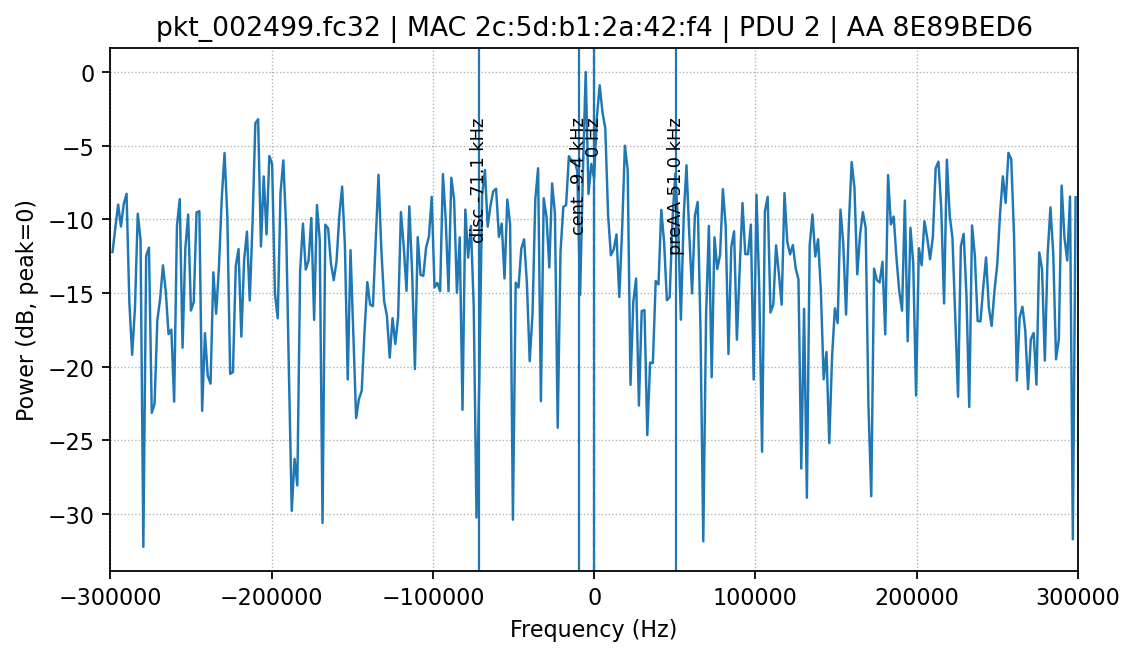 pkt_002499.fc32 | MAC 2c:5d:b1:2a:42:f4 | PDU 2 | AA 8E89BED6
Power (dB, peak=0)
0
−5
−10
−15
−20
−25
−30
disc -71.1 kHz
cent -9.4 kHz
0 Hz
preAA 51.0 kHz
−300000
−200000
−100000
0
100000
200000
300000
Frequency (Hz)